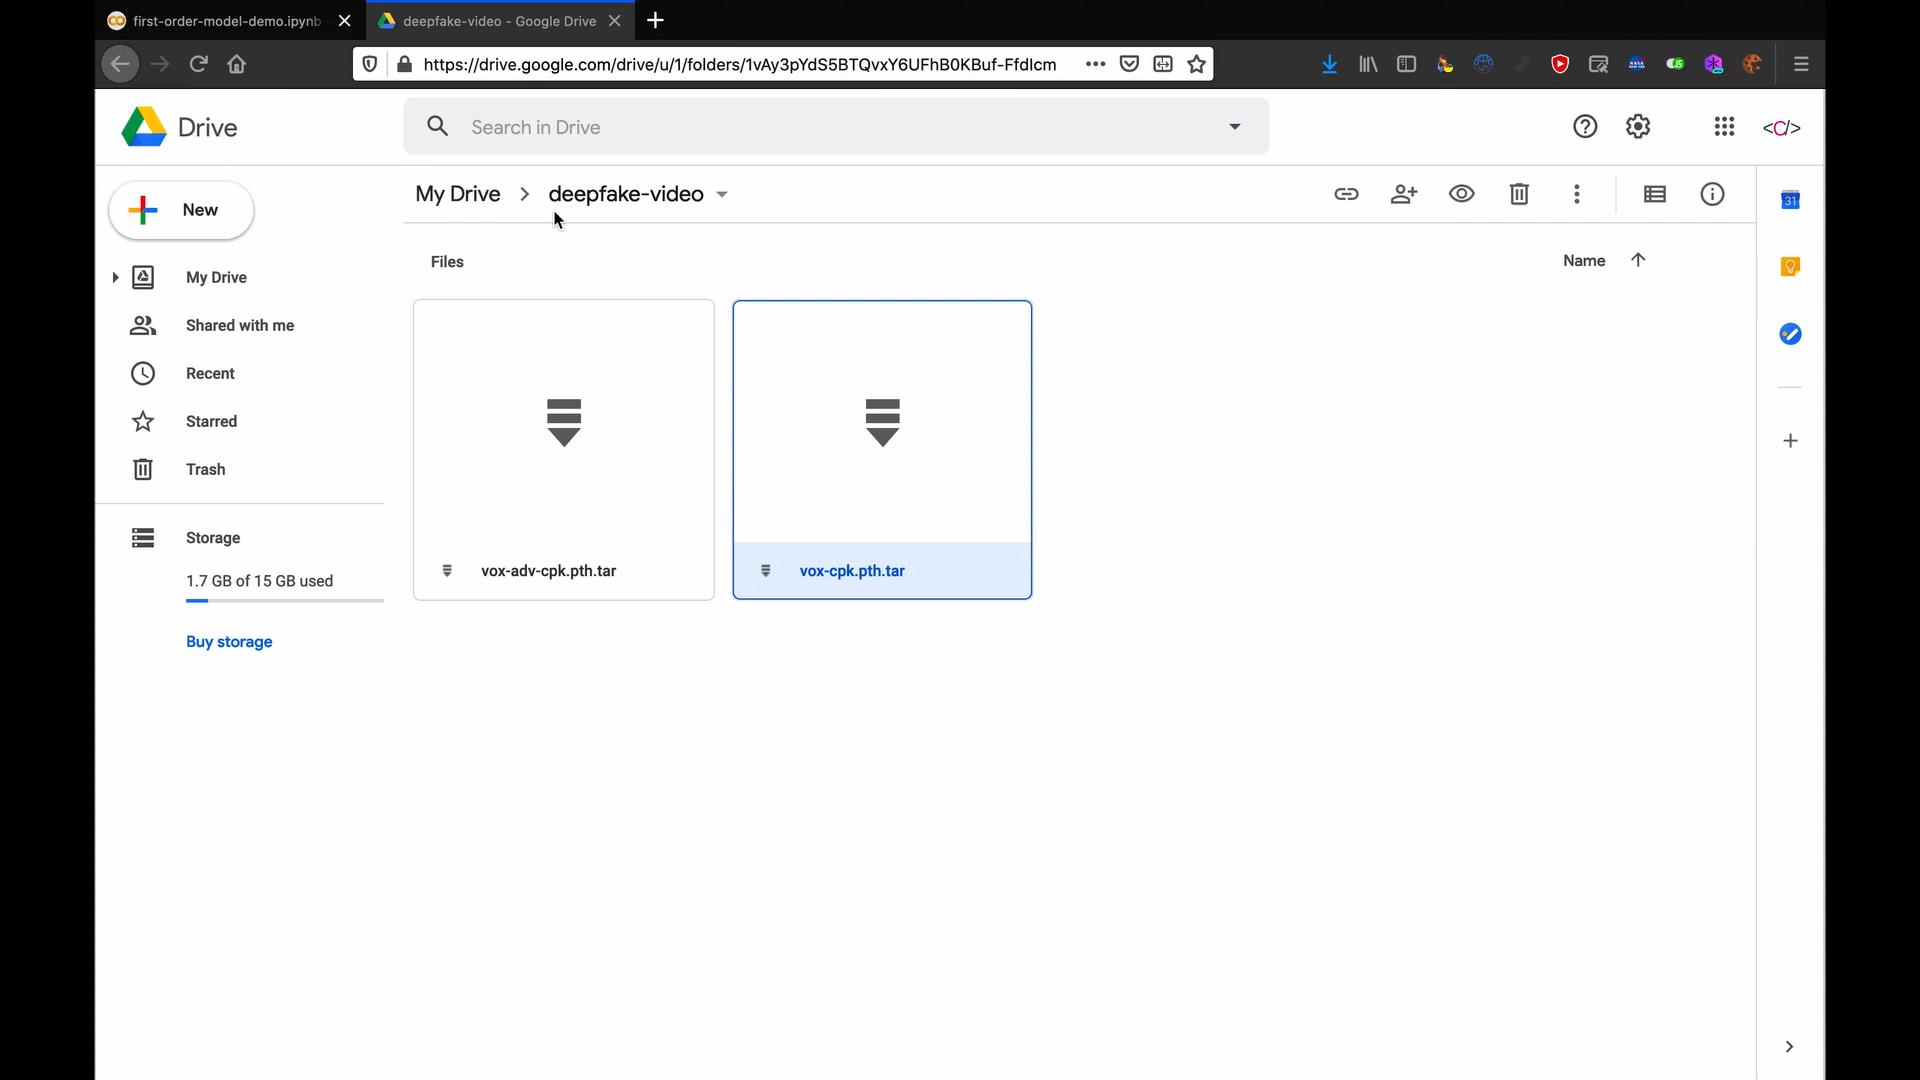 first-order-model-demo.ipynb
deepfake-video - Google Drive
https://drive.google.com/drive/u/1/folders/1vAy3pYdS5BTQvxY6UFhB0KBuf-FfdIcm
Drive
Search in Drive
<C/>
New
My Drive > deepfake-video
31
My Drive
Shared with me
Recent
Starred
Trash
Storage
1.7 GB of 15 GB used
Buy storage
Files
Name
vox-adv-cpk.pth.tar
vox-cpk.pth.tar